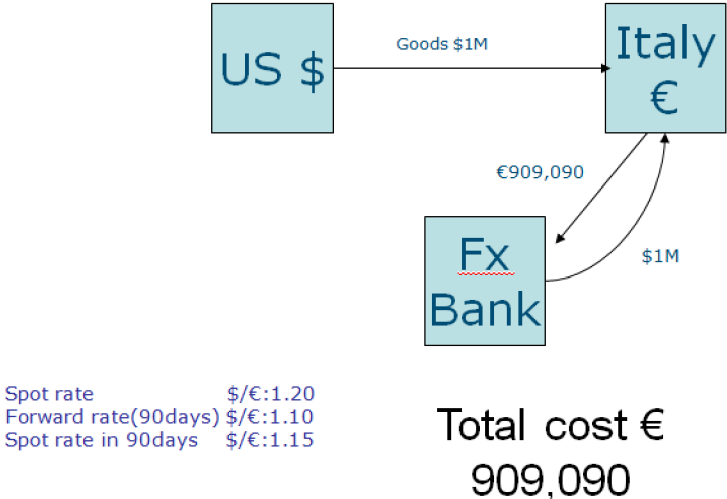 US $
Goods $1M
Italy
€
€909,090
Fx
Bank
$1M
Spot rate $/€:1.20
Forward rate(90days) $/€:1.10
Spot rate in 90days $/€:1.15
Total cost €
909,090